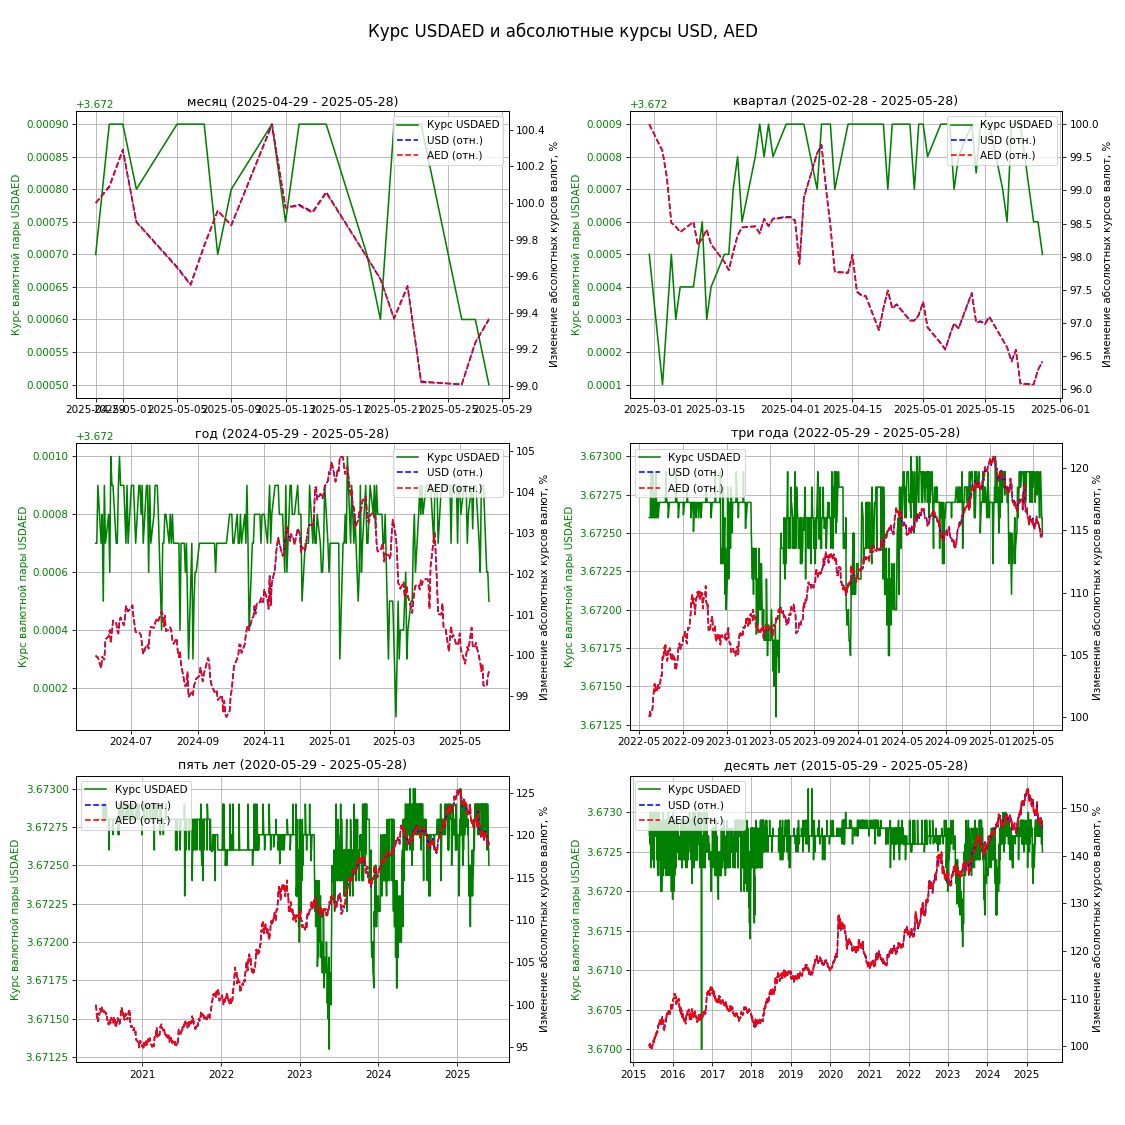 Курс USDAED и абсолютные курсы USD, AED
месяц (2025-04-29 - 2025-05-28)
+3.672
Курс валютной пары USDAED
0.00090
0.00085
0.00080
0.00075
0.00070
0.00065
0.00060
0.00055
0.00050
Курс USDAED
USD (отн.)
AED (отн.)
100.4
100.2
100.0
99.8
99.6
99.4
99.2
99.0
Изменение абсолютных курсов валют, %
2025-04-29 2025-05-01 2025-05-05 2025-05-09 2025-05-13 2025-05-17 2025-05-21 2025-05-25 2025-05-29
квартал (2025-02-28 - 2025-05-28)
+3.672
Курс валютной пары USDAED
0.0009
0.0008
0.0007
0.0006
0.0005
0.0004
0.0003
0.0002
0.0001
Курс USDAED
USD (отн.)
AED (отн.)
100.0
99.5
99.0
98.5
98.0
97.5
97.0
96.5
96.0
Изменение абсолютных курсов валют, %
2025-03-01 2025-03-15 2025-04-01 2025-04-15 2025-05-01 2025-05-15 2025-06-01
год (2024-05-29 - 2025-05-28)
+3.672
Курс валютной пары USDAED
0.0010
0.0008
0.0006
0.0004
0.0002
Курс USDAED
USD (отн.)
AED (отн.)
105
104
103
102
101
100
99
Изменение абсолютных курсов валют, %
2024-07 2024-09 2024-11 2025-01 2025-03 2025-05
три года (2022-05-29 - 2025-05-28)
Курс валютной пары USDAED
3.67300
3.67275
3.67250
3.67225
3.67200
3.67175
3.67150
3.67125
Курс USDAED
USD (отн.)
AED (отн.)
120
115
110
105
100
Изменение абсолютных курсов валют, %
2022-05 2022-09 2023-01 2023-05 2023-09 2024-01 2024-05 2024-09 2025-01 2025-05
пять лет (2020-05-29 - 2025-05-28)
Курс валютной пары USDAED
3.67300
3.67275
3.67250
3.67225
3.67200
3.67175
3.67150
3.67125
Курс USDAED
USD (отн.)
AED (отн.)
125
120
115
110
105
100
95
Изменение абсолютных курсов валют, %
2021 2022 2023 2024 2025
десять лет (2015-05-29 - 2025-05-28)
Курс валютной пары USDAED
3.6730
3.6725
3.6720
3.6715
3.6710
3.6705
3.6700
Курс USDAED
USD (отн.)
AED (отн.)
150
140
130
120
110
100
Изменение абсолютных курсов валют, %
2015 2016 2017 2018 2019 2020 2021 2022 2023 2024 2025